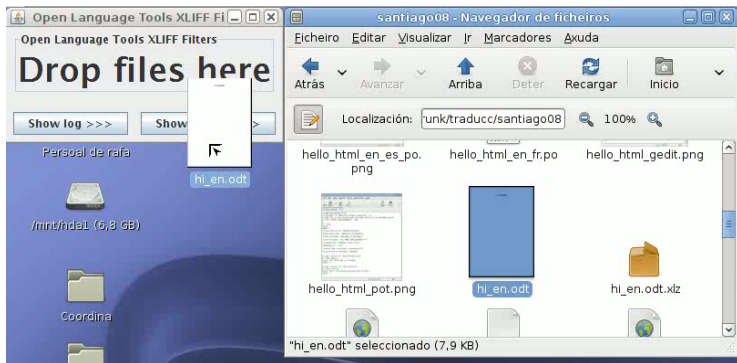 Open Language Tools XLIFF Fi
Open Language Tools XLIFF Filters
Drop files here
Show log >>>
Show
>
Persoal de rafa
hi_en.odt
/mnt/hda1 (6,8 GB)
Coordina
santiago08 - Navegador de ficheiros
Ficheiro Editar Visualizar Ir Marcadores Axuda
Atrás Avanzar Arriba Deter Recargar Inicio
Localización: runk/traducc/santiago08 100%
hello_html_en_es_po.
png
hello_html_en_fr.po
hello_html_gedit.png
hello_html_pot.png
hi_en.odt
hi_en.odt.xlz
"hi_en.odt" seleccionado (7,9 KB)